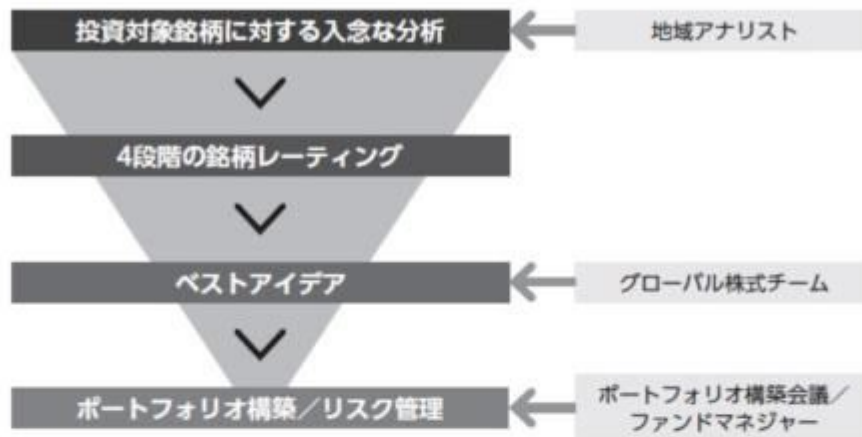 投資対象銘柄に対する入念な分析
地域アナリスト
4段階の銘柄レーティング
ベストアイデア
グローバル株式チーム
ポートフォリオ構築／リスク管理
ポートフォリオ構築会議／
ファンドマネジャー